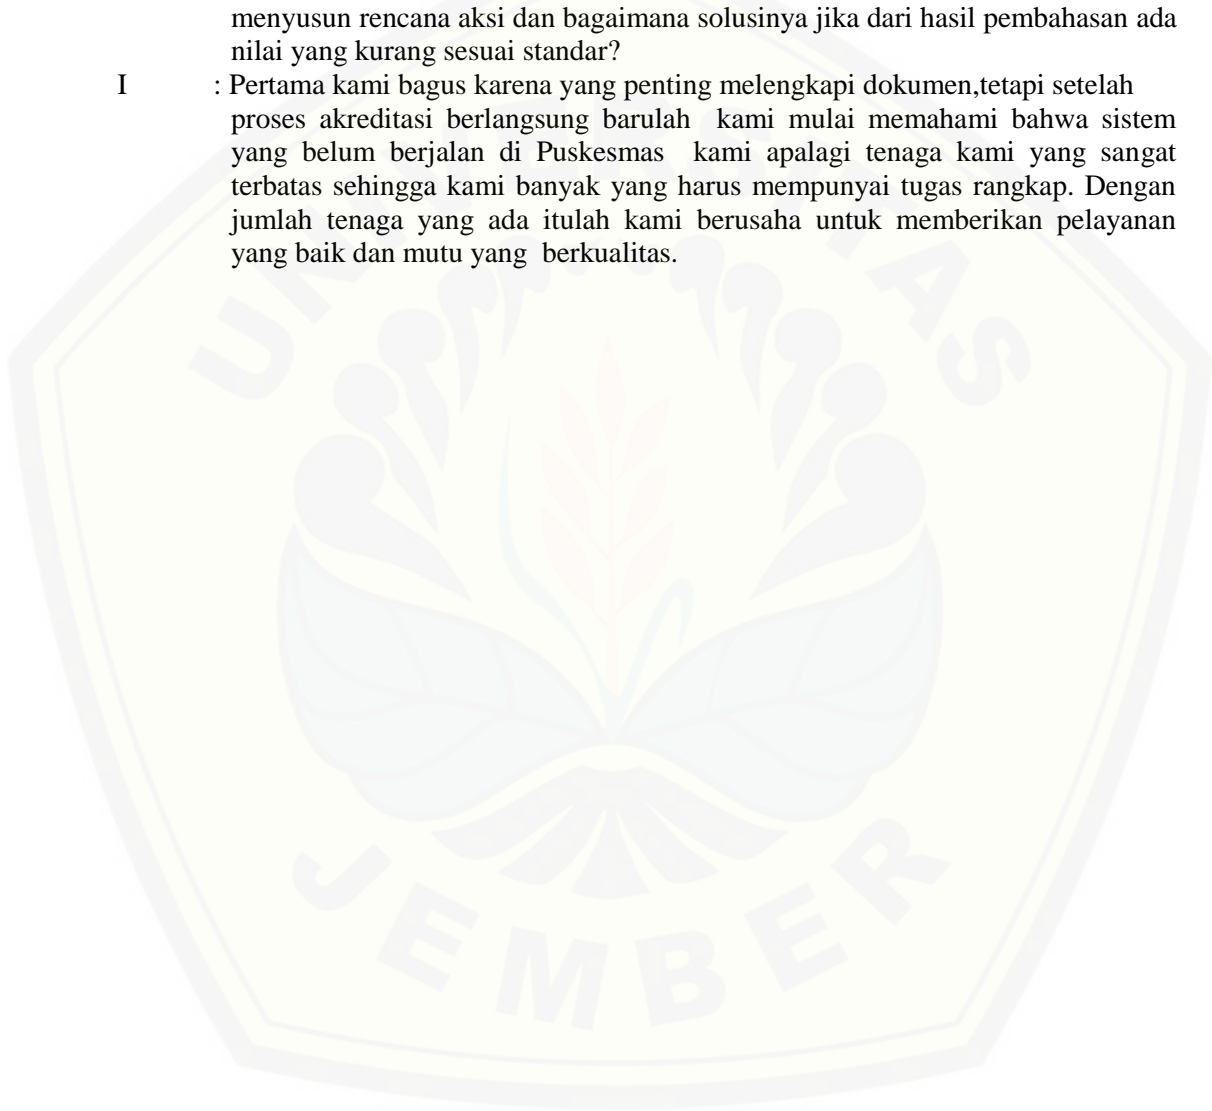 menyusun rencana aksi dan bagaimana solusinya jika dari hasil pembahasan ada
nilai yang kurang sesuai standar?
I : Pertama kami bagus karena yang penting melengkapi dokumen,tetapi setelah
proses akreditasi berlangsung barulah kami mulai memahami bahwa sistem
yang belum berjalan di Puskesmas kami apalagi tenaga kami yang sangat
terbatas sehingga kami banyak yang harus mempunyai tugas rangkap. Dengan
jumlah tenaga yang ada itulah kami berusaha untuk memberikan pelayanan
yang baik dan mutu yang berkualitas.
UNIVERSITAS
JEMBER